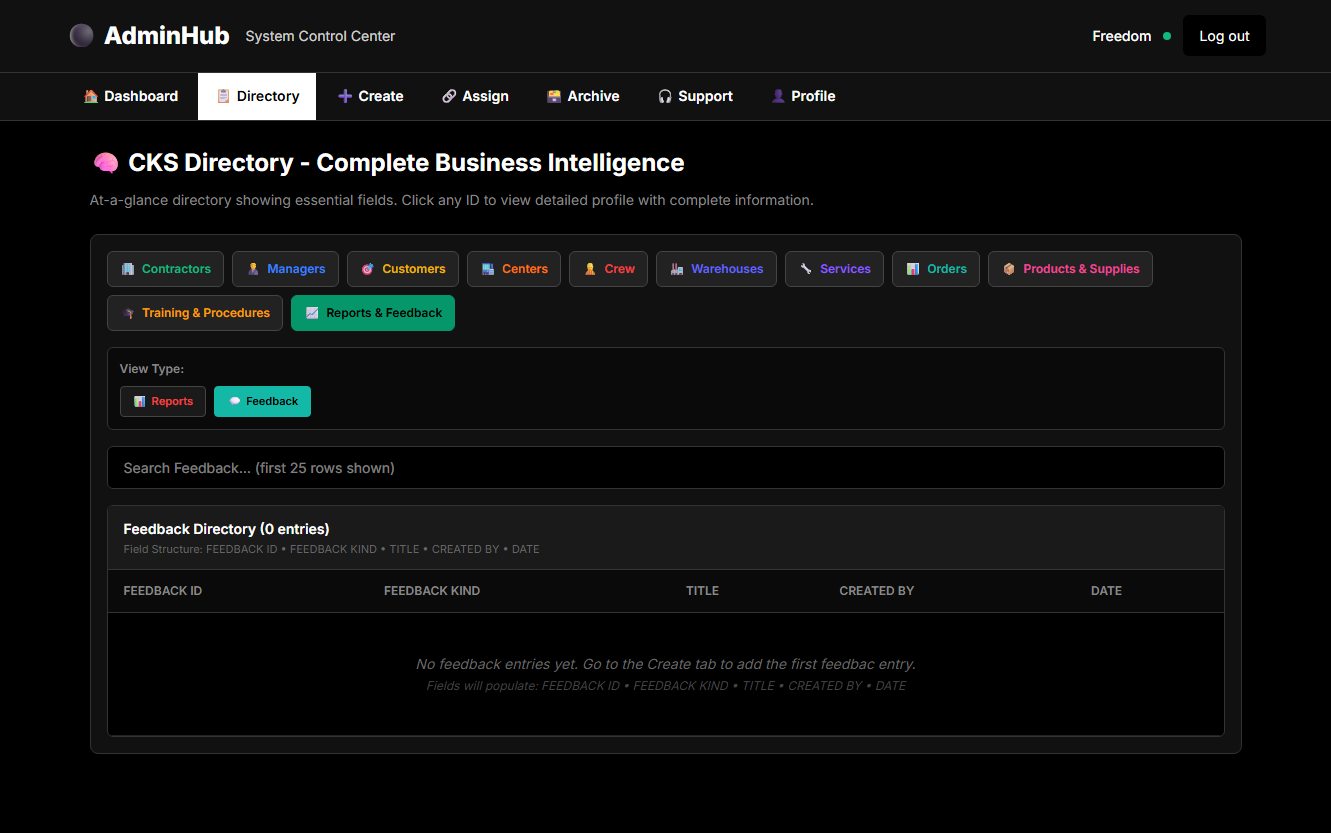 AdminHub System Control Center Freedom Log out
Dashboard Directory Create Assign Archive Support Profile
CKS Directory - Complete Business Intelligence
At-a-glance directory showing essential fields. Click any ID to view detailed profile with complete information.
Contractors Managers Customers Centers Crew Warehouses Services Orders Products & Supplies
Training & Procedures Reports & Feedback
View Type:
Reports Feedback
Search Feedback... (first 25 rows shown)
Feedback Directory (0 entries)
Field Structure: FEEDBACK ID • FEEDBACK KIND • TITLE • CREATED BY • DATE
FEEDBACK ID FEEDBACK KIND TITLE CREATED BY DATE
No feedback entries yet. Go to the Create tab to add the first feedbac entry.
Fields will populate: FEEDBACK ID • FEEDBACK KIND • TITLE • CREATED BY • DATE